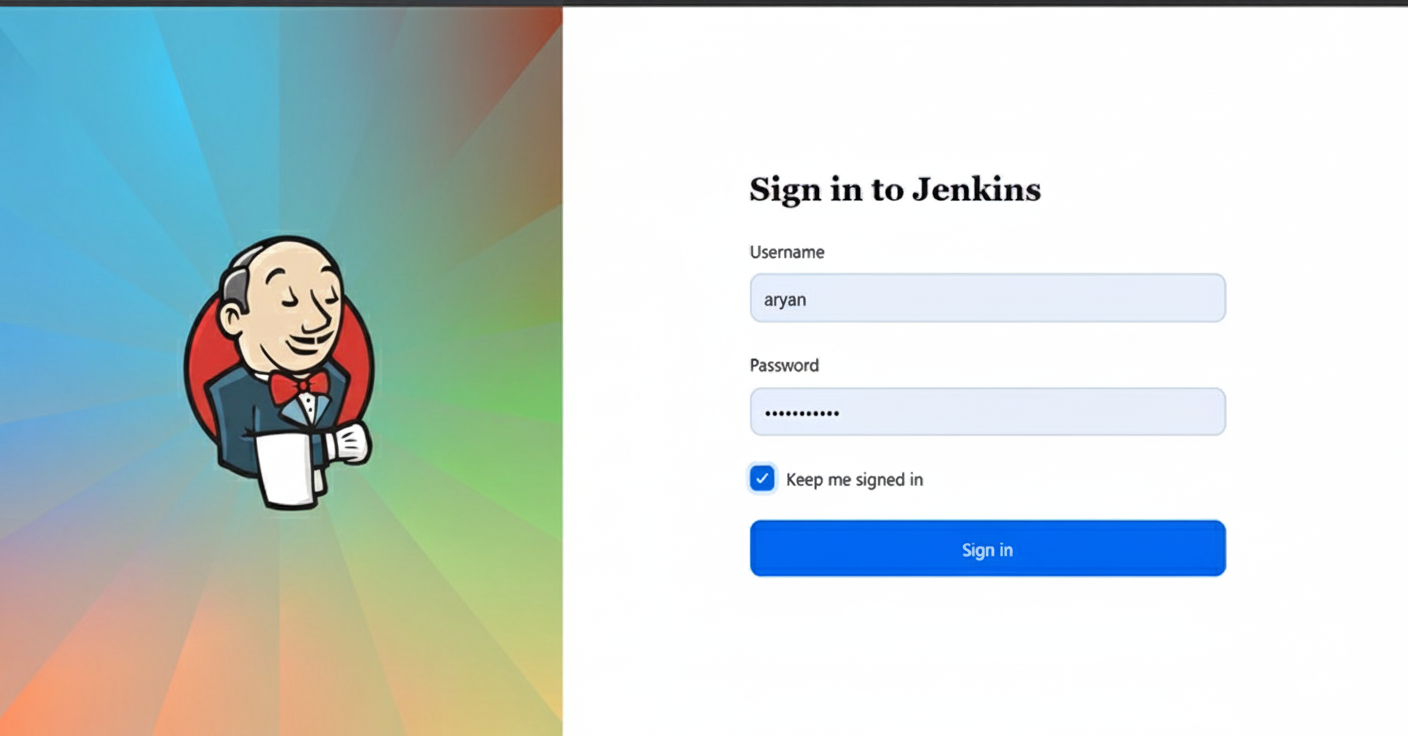 Sign in to Jenkins
Username
aryan
Password
•••••••••••
Keep me signed in
Sign in